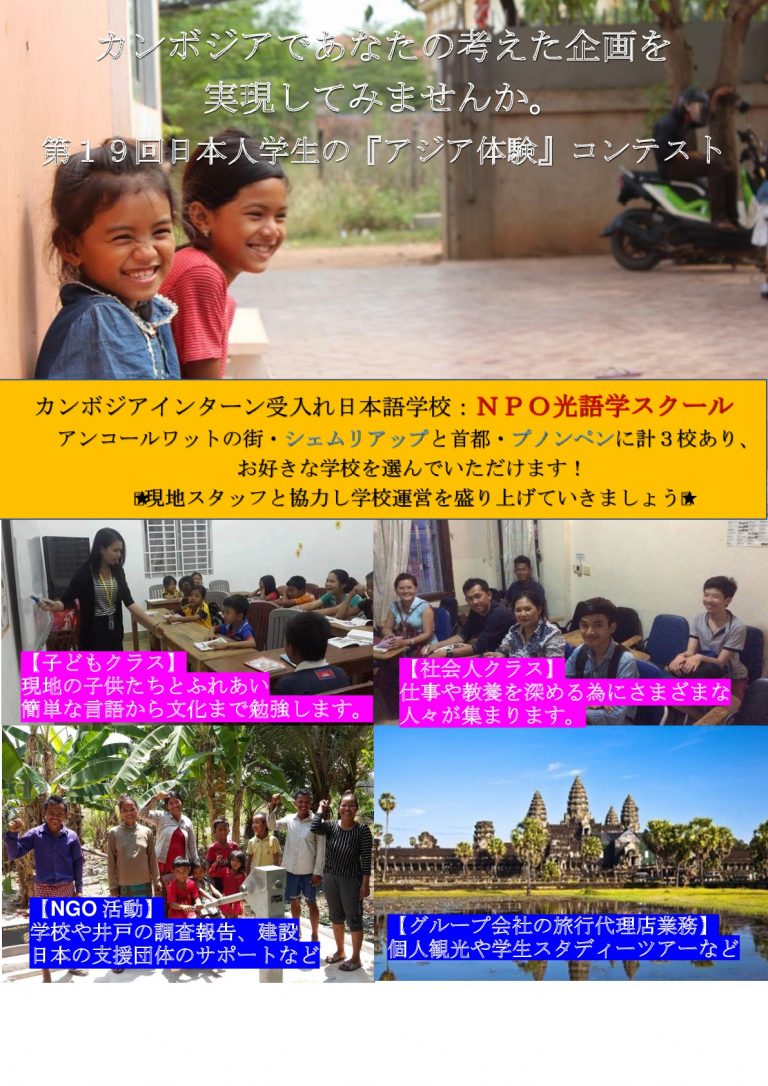 カンボジアであなたの考えた企画を
実現してみませんか。
第１９回日本人学生の『アジア体験』コンテスト
カンボジアインターン受入れ日本語学校：ＮＰＯ光語学スクール
アンコールワットの街・シェムリアップと首都・プノンペンに計３校あり、
お好きな学校を選んでいただけます！
★現地スタッフと協力し学校運営を盛り上げていきましょう★
【子どもクラス】
現地の子供たちとふれあい
簡単な言語から文化まで勉強します。
【社会人クラス】
仕事や教養を深める為にさまざまな
人々が集まります。
【NGO 活動】
学校や井戸の調査報告、建設
日本の支援団体のサポートなど
【グループ会社の旅行代理店業務】
個人観光や学生スタディーツアーなど